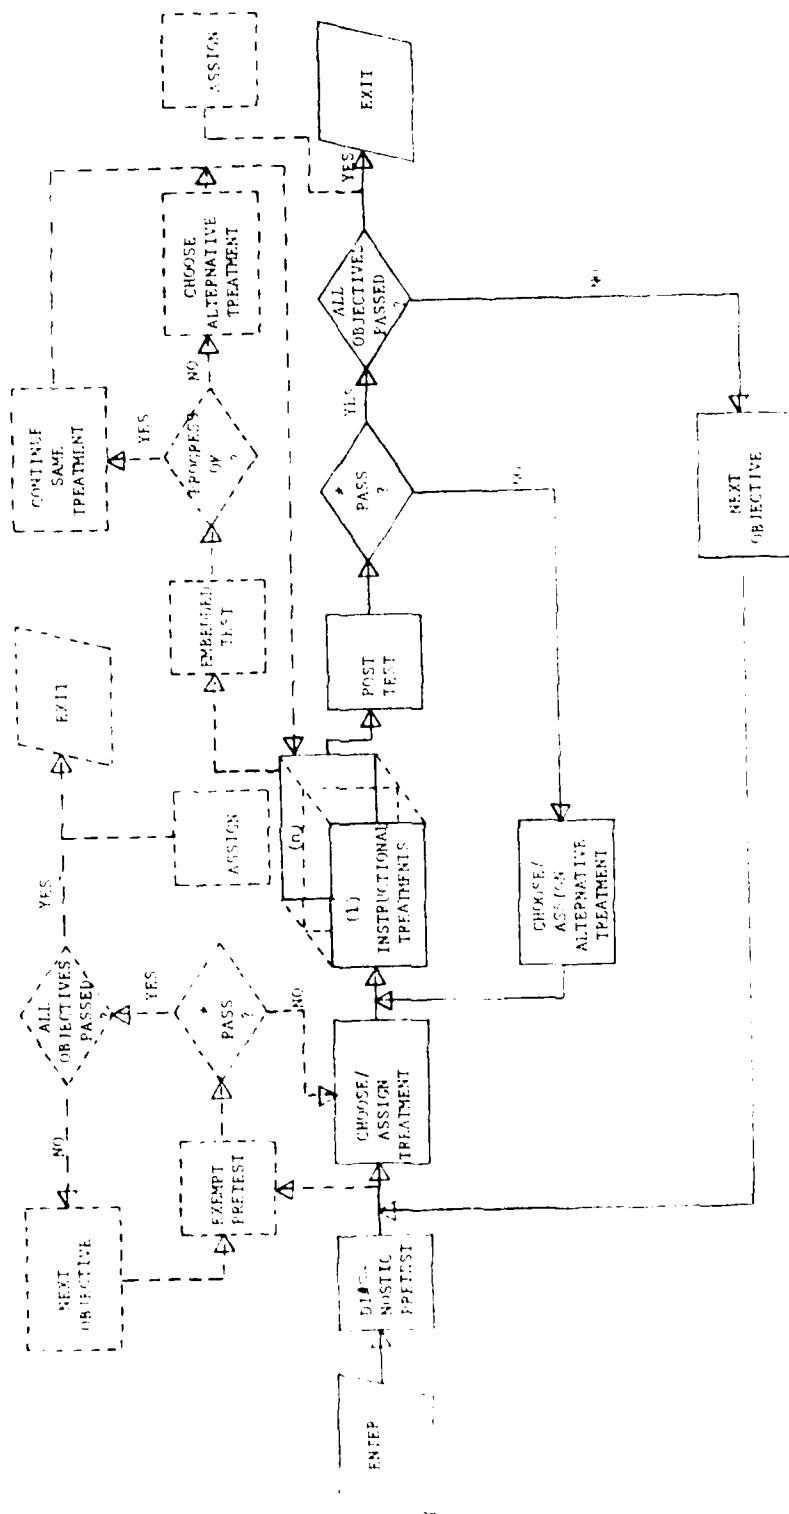 NEXT
OBJECTIVE
NO
ALL
OBJECTIVES
PASSED
?
YES
EXIT
ASSIGN
EXEMPT
PRETEST
*
PASS
?
YES
NO
CONTINUE
SAME
TREATMENT
YES
PROGRESS
OK
?
NO
CHOOSE
ALTERNATIVE
TREATMENT
ASSIGN
EMBEDDED
TEST
ENTER
NOSTIC
PRETEST
CHOOSE/
ASSIGN
TREATMENT
(n)
(1)
INSTRUCTIONAL
TREATMENTS
POST
TEST
*
PASS
?
YES
NO
ALL
OBJECTIVES
PASSED
?
YES
EXIT
CHOOSE/
ASSIGN
ALTERNATIVE
TREATMENT
NEXT
OBJECTIVE